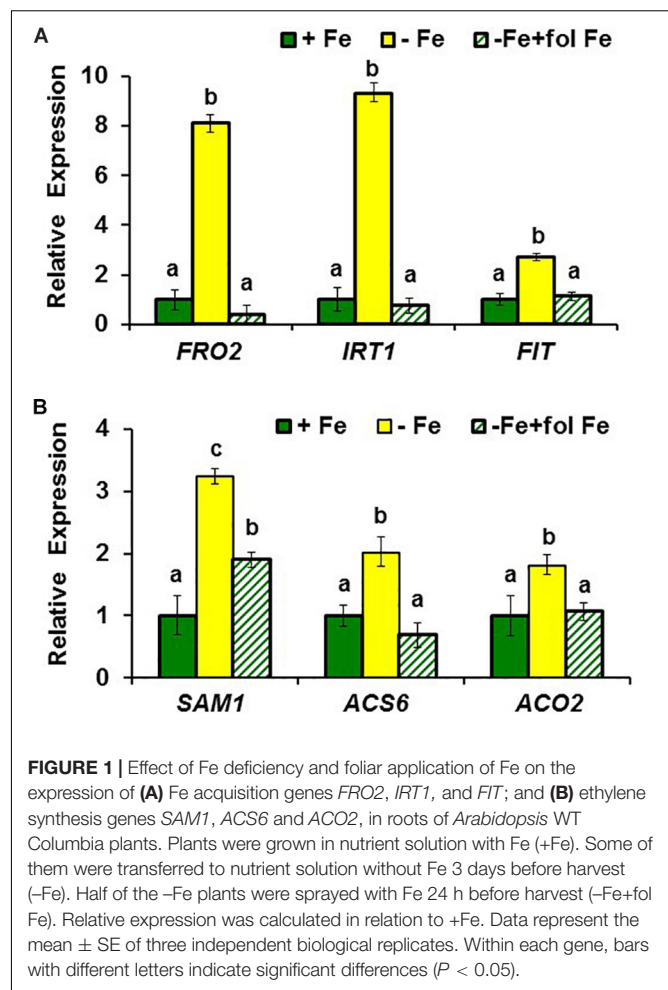 A
+ Fe - Fe -Fe+fol Fe
10
8
6
4
2
0
Relative Expression
a b a a b a a b a
FRO2 IRT1 FIT
B
+ Fe - Fe -Fe+fol Fe
4
3
2
1
0
Relative Expression
a c b a b a a b a
SAM1 ACS6 ACO2
FIGURE 1 | Effect of Fe deficiency and foliar application of Fe on the
expression of (A) Fe acquisition genes FRO2, IRT1, and FIT; and (B) ethylene
synthesis genes SAM1, ACS6 and ACO2, in roots of Arabidopsis WT
Columbia plants. Plants were grown in nutrient solution with Fe (+Fe). Some of
them were transferred to nutrient solution without Fe 3 days before harvest
(–Fe). Half of the –Fe plants were sprayed with Fe 24 h before harvest (–Fe+fol
Fe). Relative expression was calculated in relation to +Fe. Data represent the
mean ± SE of three independent biological replicates. Within each gene, bars
with different letters indicate significant differences (P < 0.05).